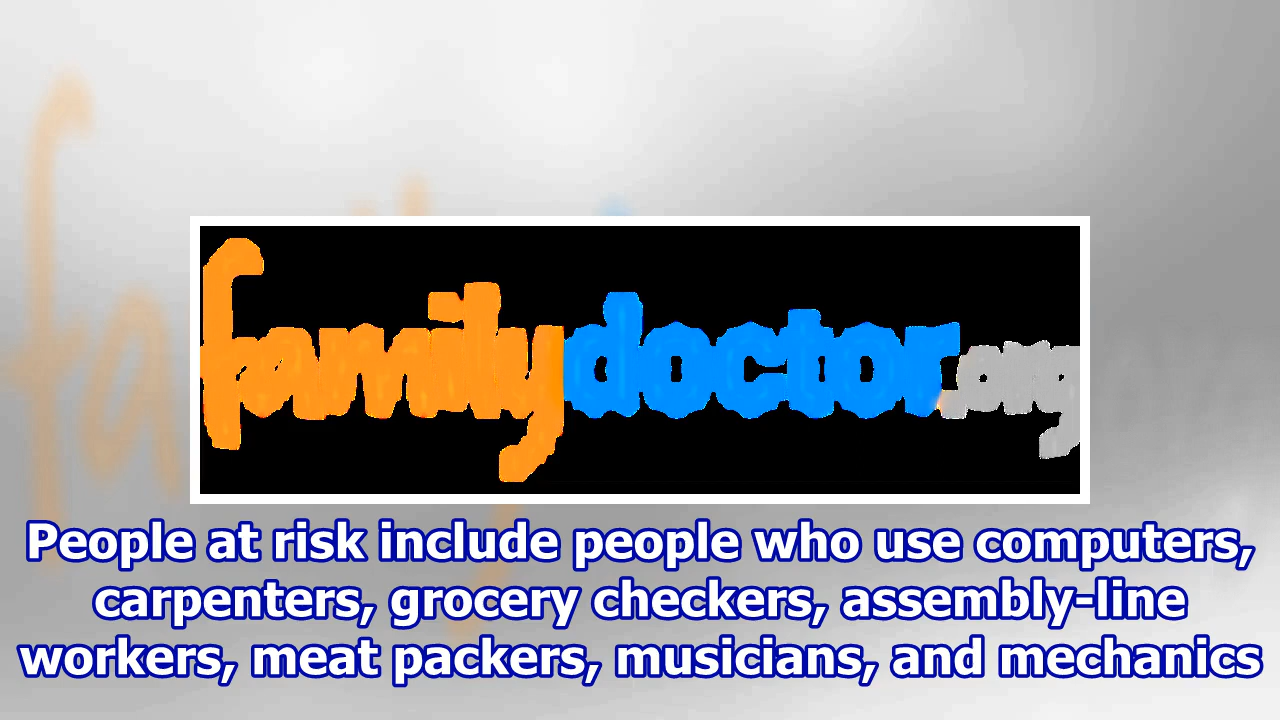 familydoctor.org
People at risk include people who use computers,
carpenters, grocery checkers, assembly-line
workers, meat packers, musicians, and mechanics